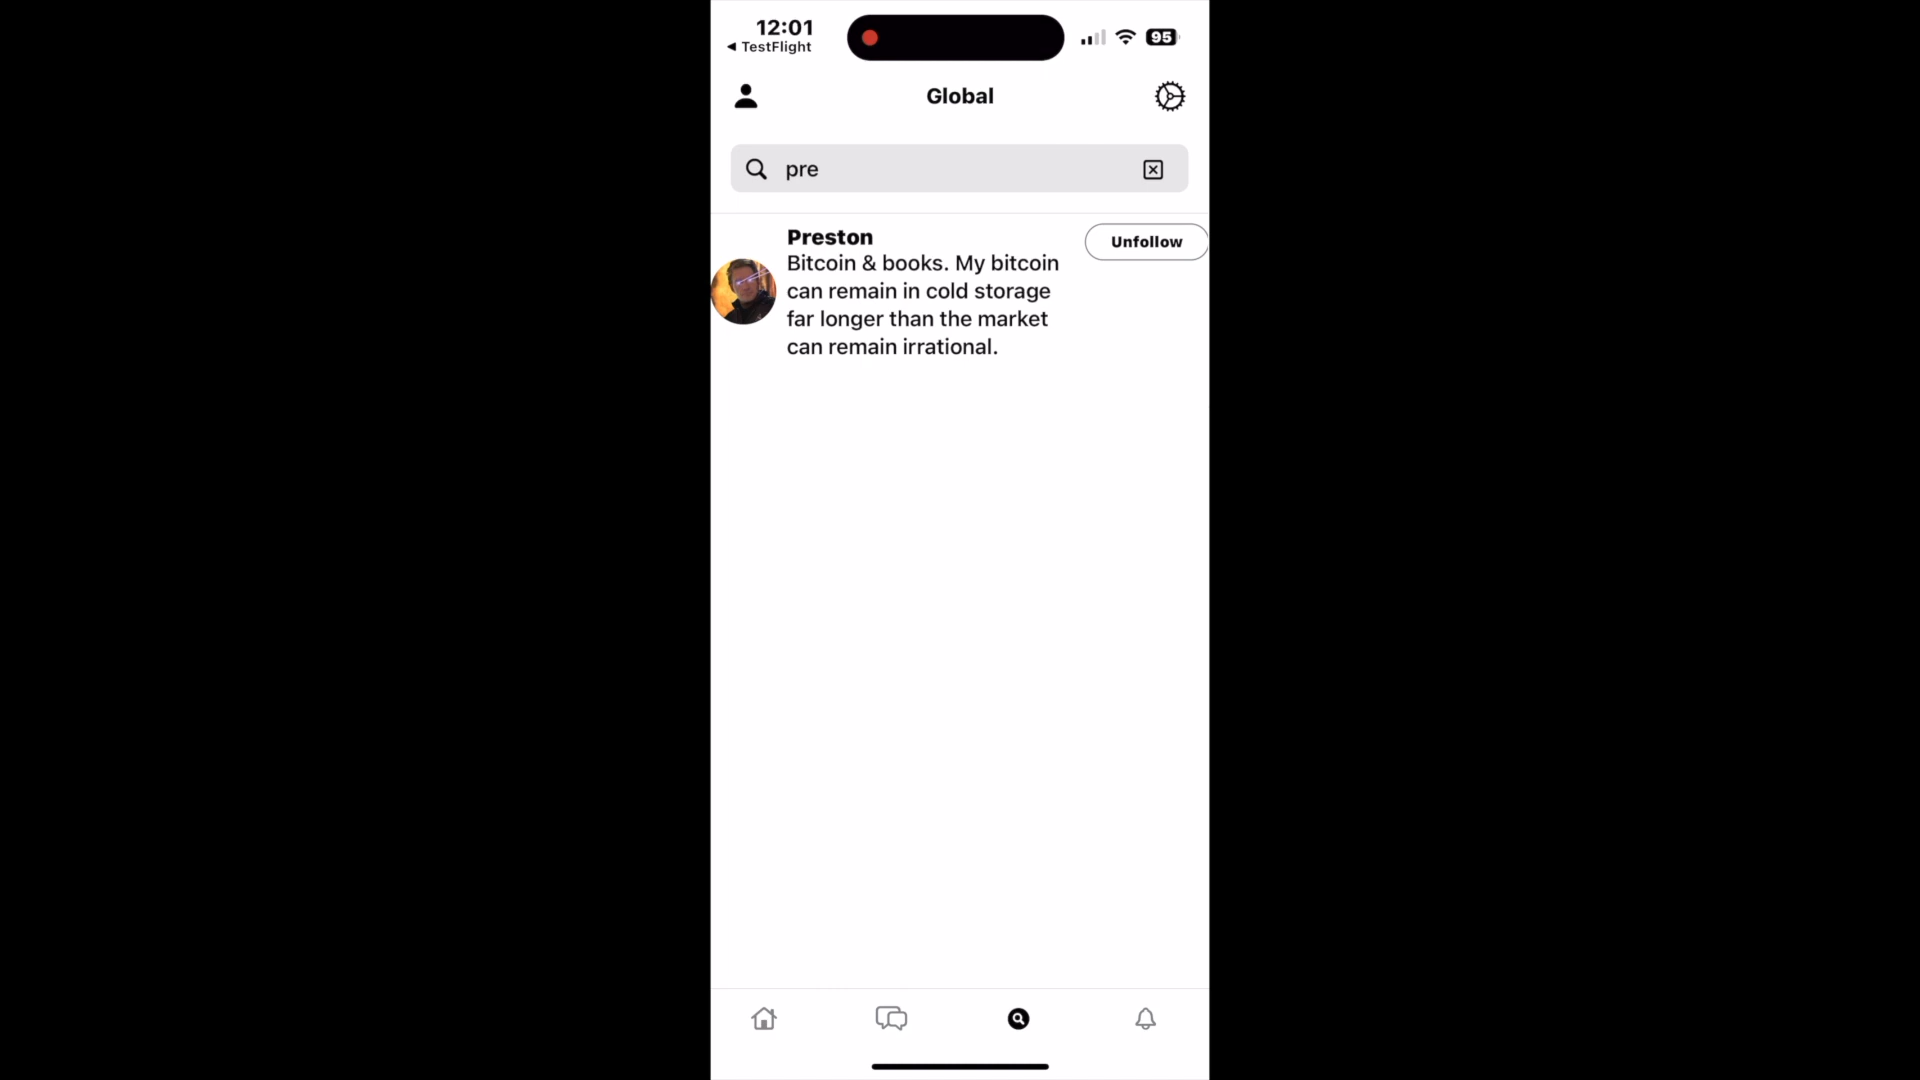 12:01
◀ TestFlight
95
Global
pre
Preston
Unfollow
Bitcoin & books. My bitcoin
can remain in cold storage
far longer than the market
can remain irrational.